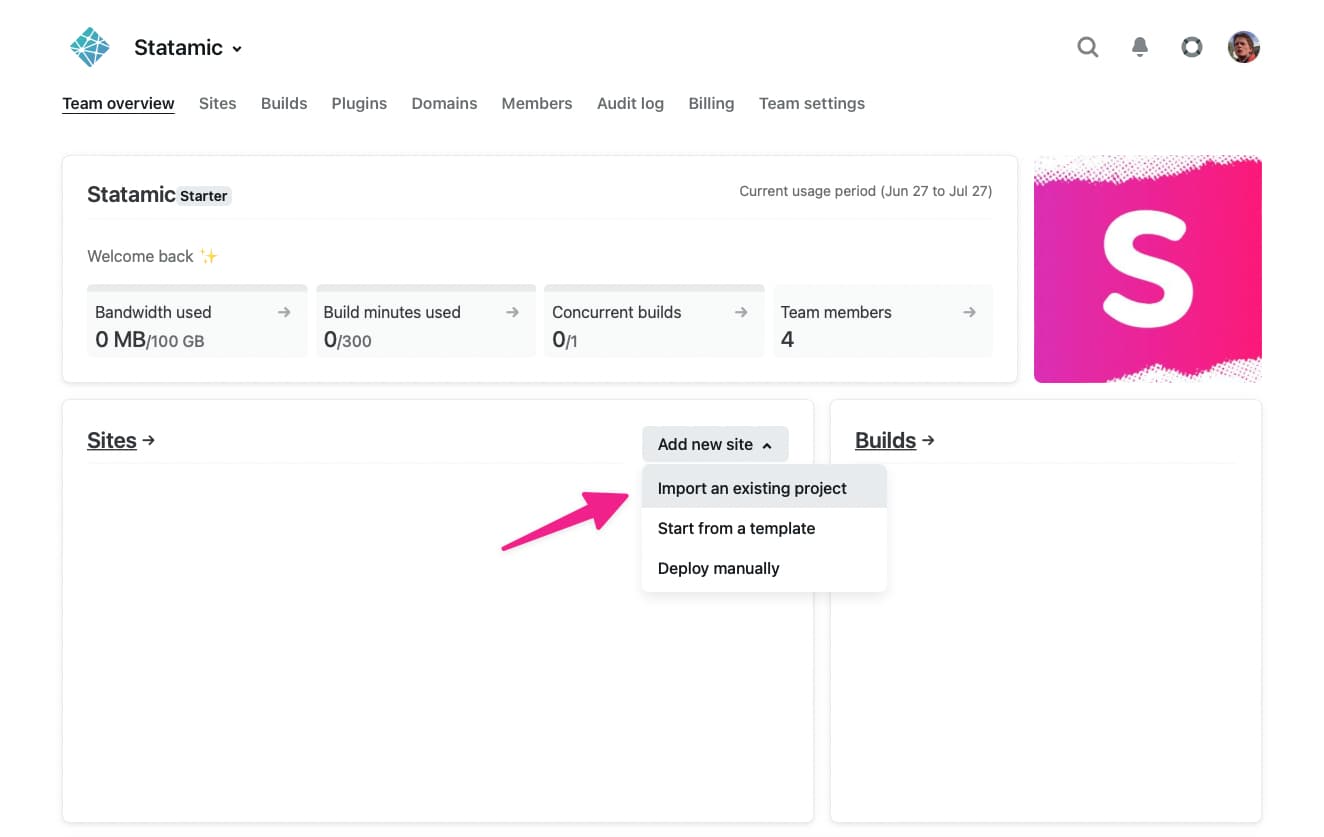 Statamic
Team overview Sites Builds Plugins Domains Members Audit log Billing Team settings
Statamic Starter
Current usage period (Jun 27 to Jul 27)
Welcome back ✨
Bandwidth used →
0 MB/100 GB
Build minutes used →
0/300
Concurrent builds →
0/1
Team members →
4
S
Sites →
Add new site
Import an existing project
Start from a template
Deploy manually
Builds →